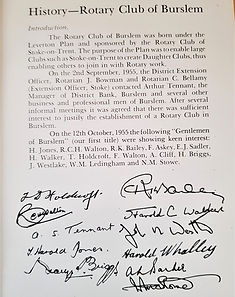 History—Rotary Club of Burslem
Introduction.
The Rotary Club of Burslem was born under the
Leverton Plan and sponsored by the Rotary Club of
Stoke-on-Trent. The purpose of the Plan was to enable large
Clubs such as Stoke-on-Trent to create Daughter Clubs, thus
enabling others to join in with Rotary work.
On the 2nd September, 1955, the District Extension
Officer, Rotarian J. Bowman and Rotarian C. Bellamy
(Extension Officer, Stoke) contacted Arthur Tennant, the
Manager of District Bank, Burslem and several other
business and professional men of Burslem. After several
informal meetings it was agreed that there was sufficient
interest to justify the establishment of a Rotary Club in
Burslem.
On the 12th October, 1955 the following "Gentlemen
of Burslem" (our first title) were showing keen interest:
H. Jones, R.C.H. Walton, R.K. Bailey, F. Askey, E.J. Sadler,
H. Walker, T. Holdcroft, F. Walton, A. Cliff, H. Briggs,
J. Westlake, W.M. Ledingham and N.M. Stowe.
A. S. Tennant
Harold Jones
Briggs
Harold C.
Harold Whalley